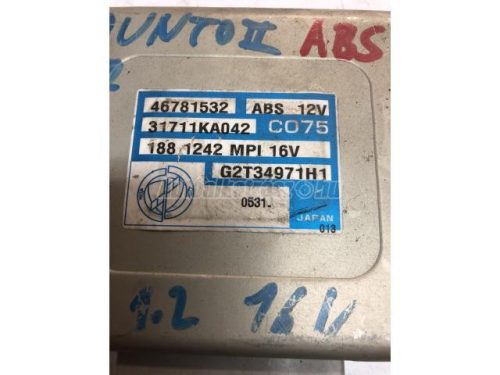 PUNTO II ABS
46781532 ABS 12V
31711KA042 C075
188 1242 MPI 16V
G2T34971H1
0531.
JAPAN
013
1.2 16V